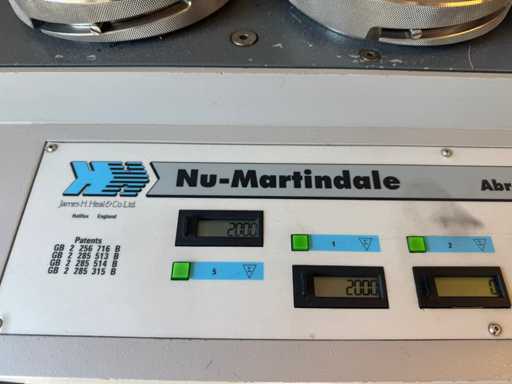 Nu-Martindale
Abr
James H. Heal & Co. Ltd.
Halifax England
Patents
GB 2 256 716 B
GB 2 285 513 B
GB 2 285 514 B
GB 2 285 315 B
2000
1
2
5
2000
0